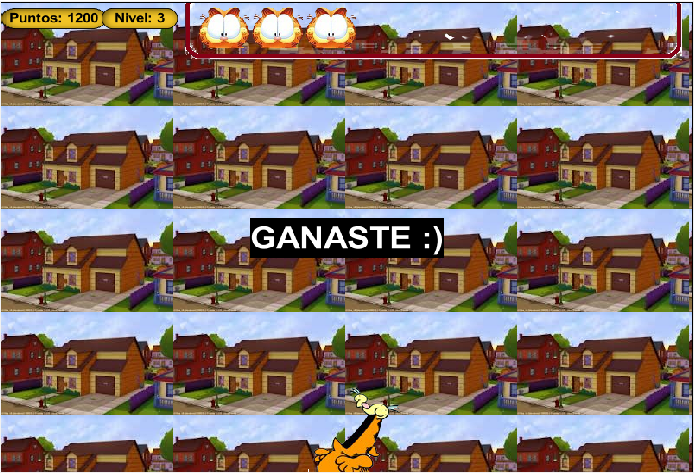 Puntos: 1200
Nivel: 3
GANASTE :)